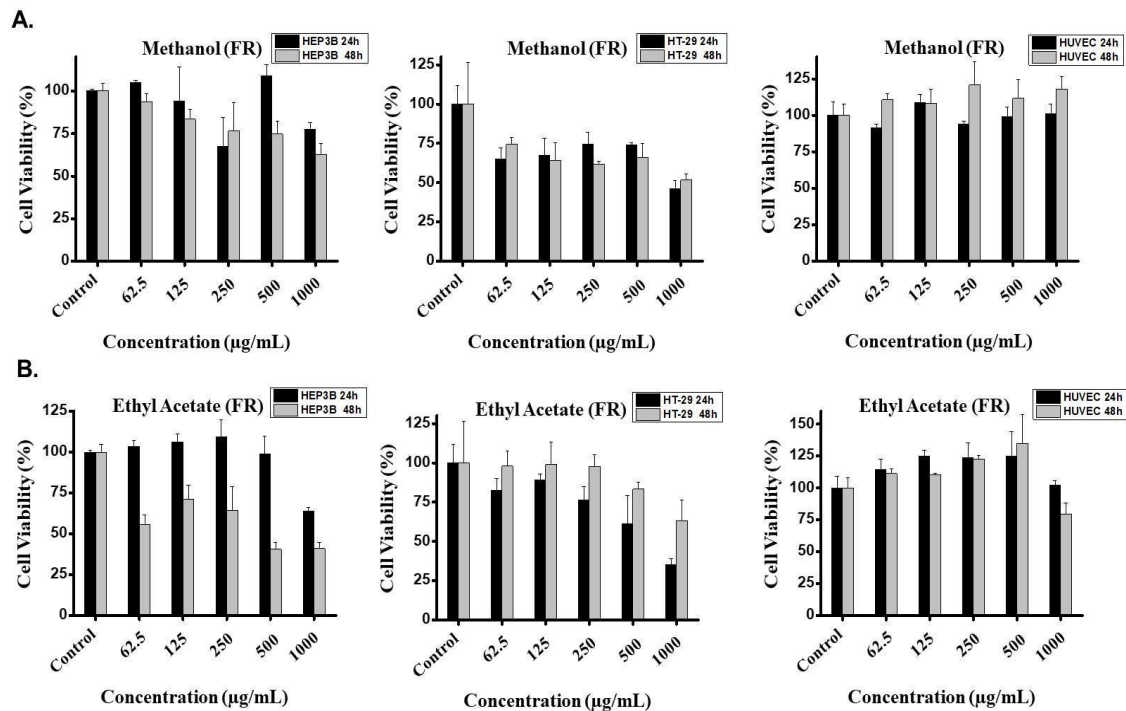 A.
Methanol (FR)
HEP3B 24h
HEP3B 48h
Cell Viability (%)
125
100
75
50
25
0
Control
62.5
125
250
500
1000
Concentration (µg/mL)
Methanol (FR)
HT-29 24h
HT-29 48h
Cell Viability (%)
125
100
75
50
25
0
Control
62.5
125
250
500
1000
Concentration (µg/mL)
Methanol (FR)
HUVEC 24h
HUVEC 48h
Cell Viability (%)
125
100
75
50
25
0
Control
62.5
125
250
500
1000
Concentration (µg/mL)
B.
Ethyl Acetate (FR)
HEP3B 24h
HEP3B 48h
Cell Viability (%)
125
100
75
50
25
0
Control
62.5
125
250
500
1000
Concentration (µg/mL)
Ethyl Acetate (FR)
HT-29 24h
HT-29 48h
Cell Viability (%)
125
100
75
50
25
0
Control
62.5
125
250
500
1000
Concentration (µg/mL)
Ethyl Acetate (FR)
HUVEC 24h
HUVEC 48h
Cell Viability (%)
150
125
100
75
50
25
0
Control
62.5
125
250
500
1000
Concentration (µg/mL)